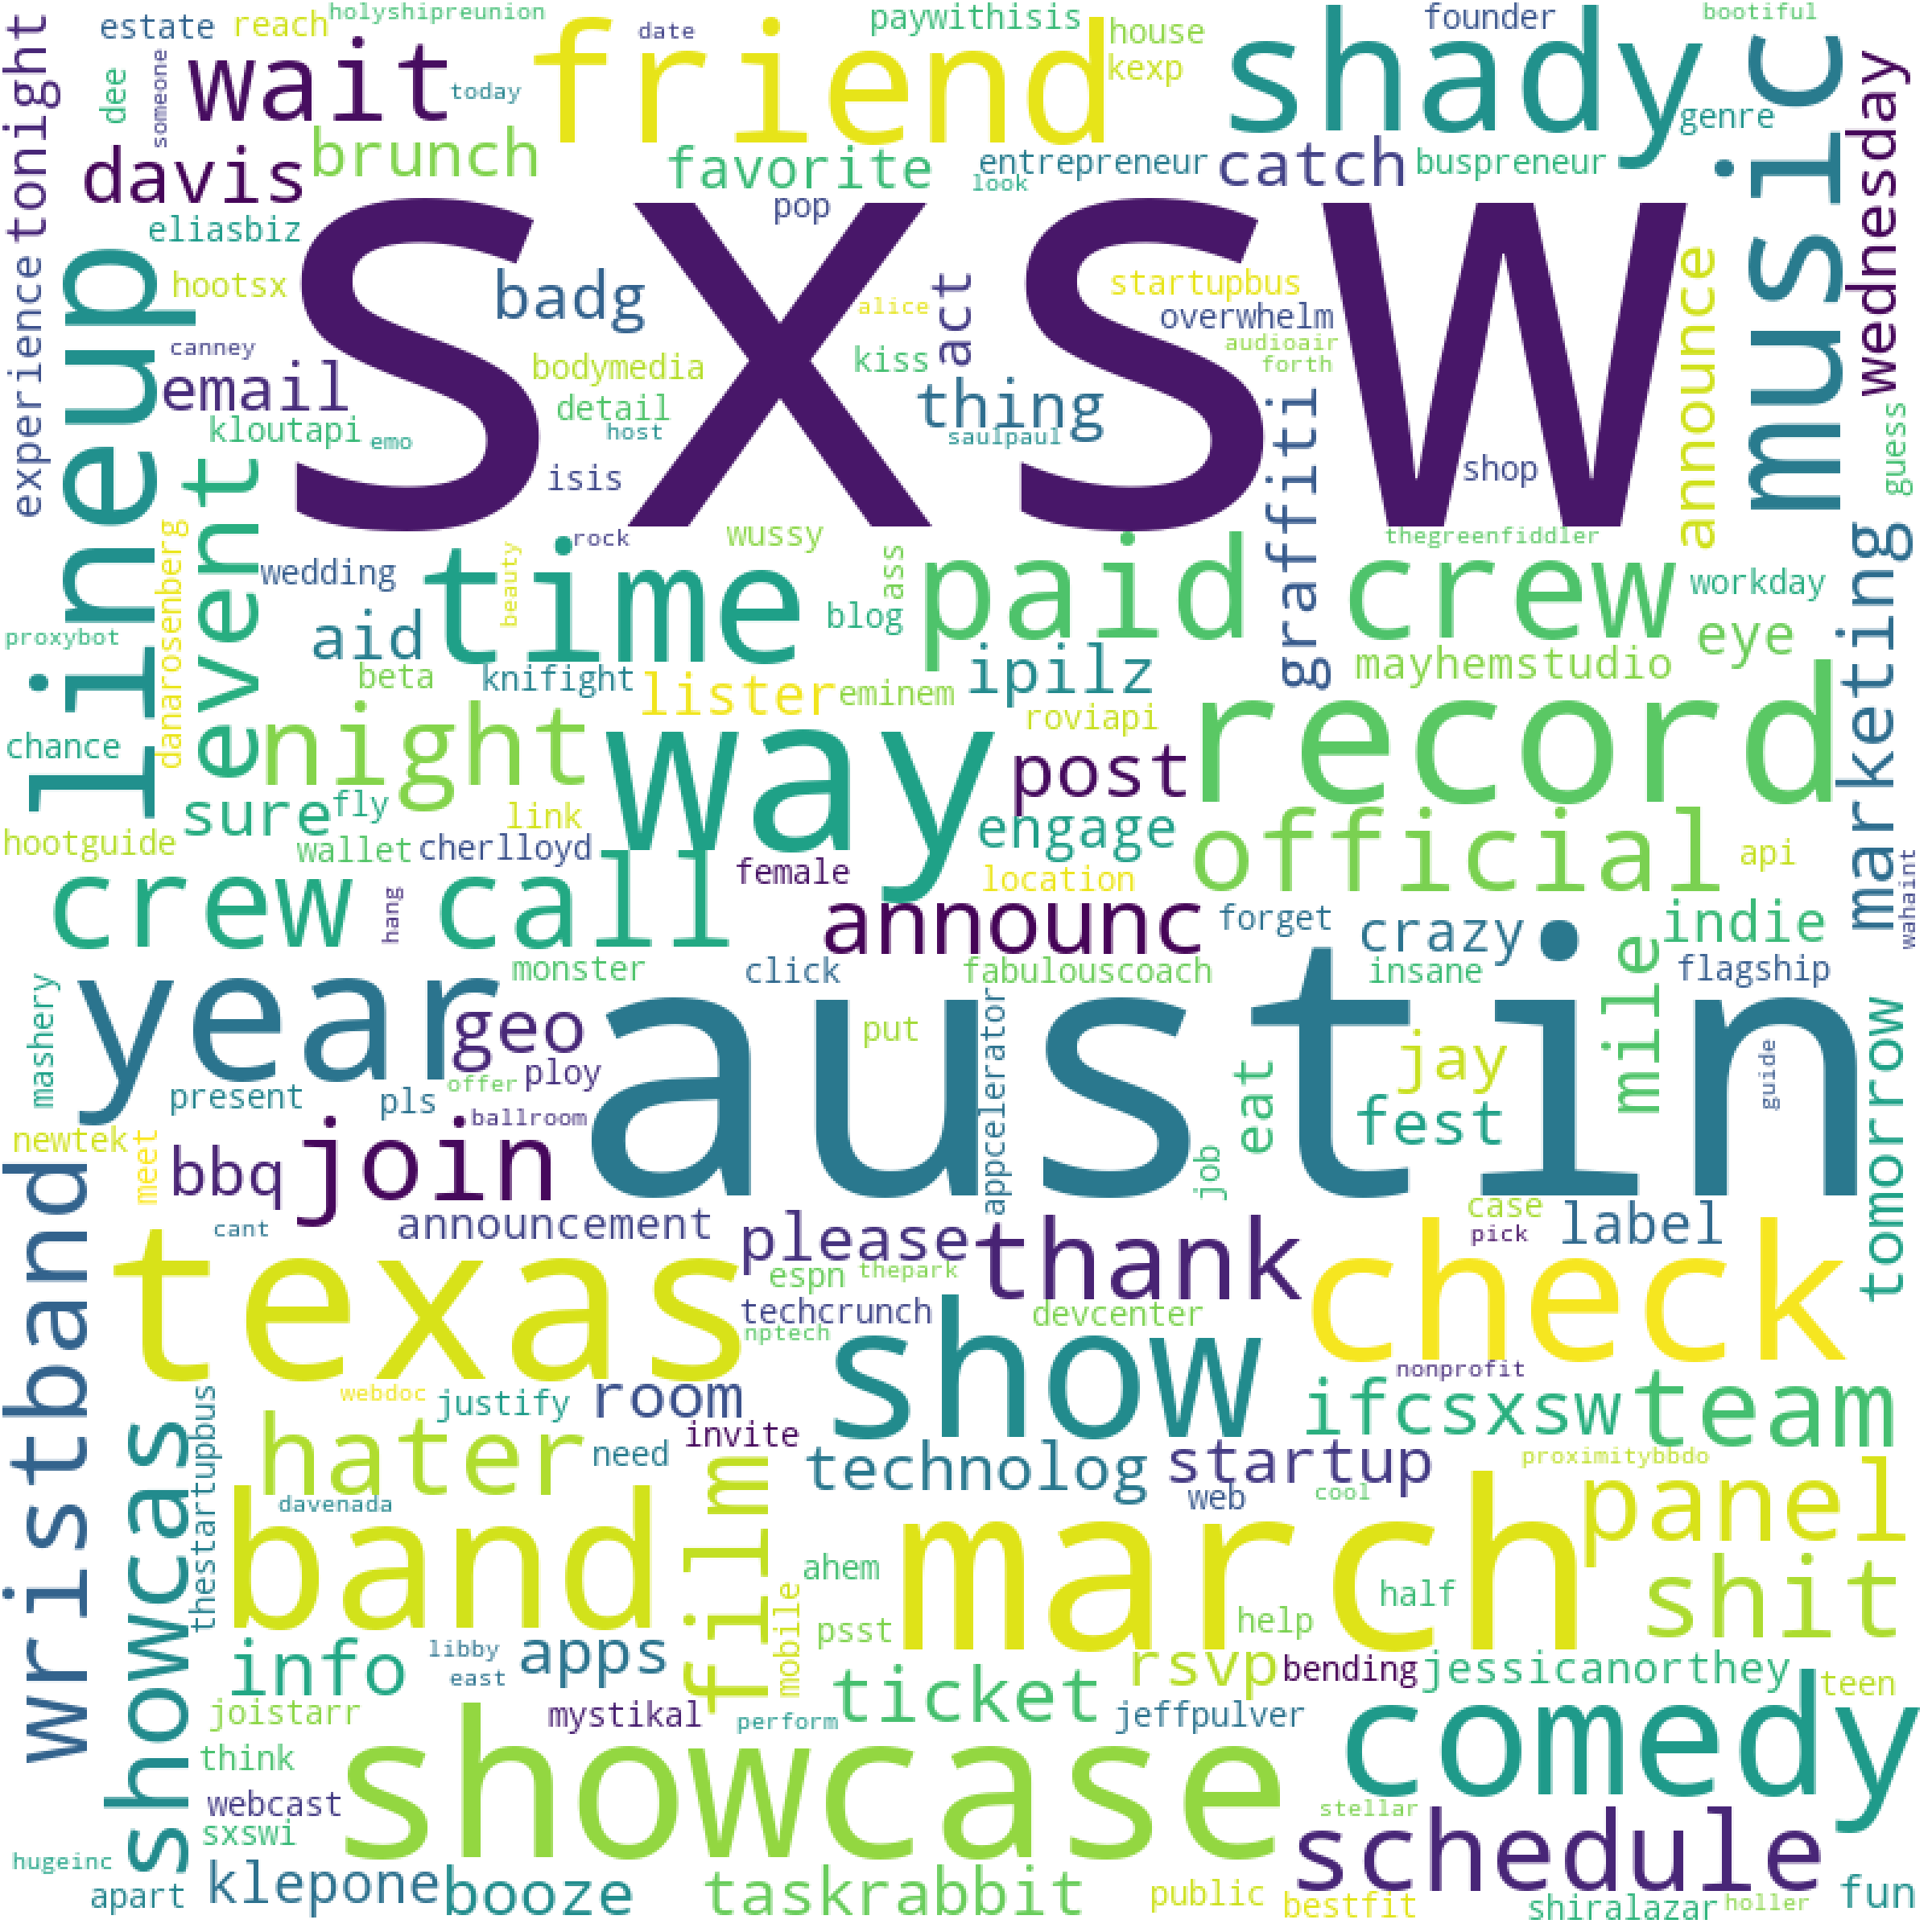 holyshipreunion
paywithisis
founder
bootiful
estate
reach
date
house
wait
friend
shady
music
kexp
tonight
dee
someone
today
genre
wednesday
davis
brunch
favorite
entrepreneur
look
catch
buspreneur
sxsw
pop
eliasbiz
lineup
experience
hootsx
badg
alice
act
startupbus
overwhelm
announce
canney
audioair
email
bodymedia
kiss
forth
detail
thing
graffiti
guess
kloutapi
emo
host
saulpaul
isis
shop
event
danarosenberg
rock
wussy
thegreenfiddler
wedding
time
beauty
ass
paid crew
workday
marketing
proxybot
aid
blog
eye
beta
knifight
lister
eminem
ipilz
mayhemstudio
roviapi
record
chance
night
way
post
sure
fly
link
engage
official
hootguide
wallet
cherlloyd
api
crew call
female
location
wahaint
hang
announc
forget
crazy
indie
monster
click
fabulouscoach
insane
flagship
mile
mashery
year
geo
austin
appcelerator
put
jay
guide
tomorrow
ploy
offer
present
pls
ballroom
eat
fest
newtek
meet
bbq
join
job
wristband
cant
announcement
please
thank
case
pick
label
texas
espn
thepark
check
techcrunch
devcenter
nptech
show
nonprofit
webdoc
justify
room
ifcsxsw
team
thestartupbus
showcas
hater
need
invite
technolog
startup
proximitybbdo
film
web
cool
panel
davenada
band
march
ahem
mobile
half
shit
psst
help
info
libby
east
apps
rsvp
bending
jessicanorthey
teen
ticket
joistarr
mystikal
perform
jeffpulver
comedy
think
showcase
webcast
stellar
sxswi
schedule
hugeinc
apart
klepone
booze
taskrabbit
public
bestfit
shiralazar
holler
fun